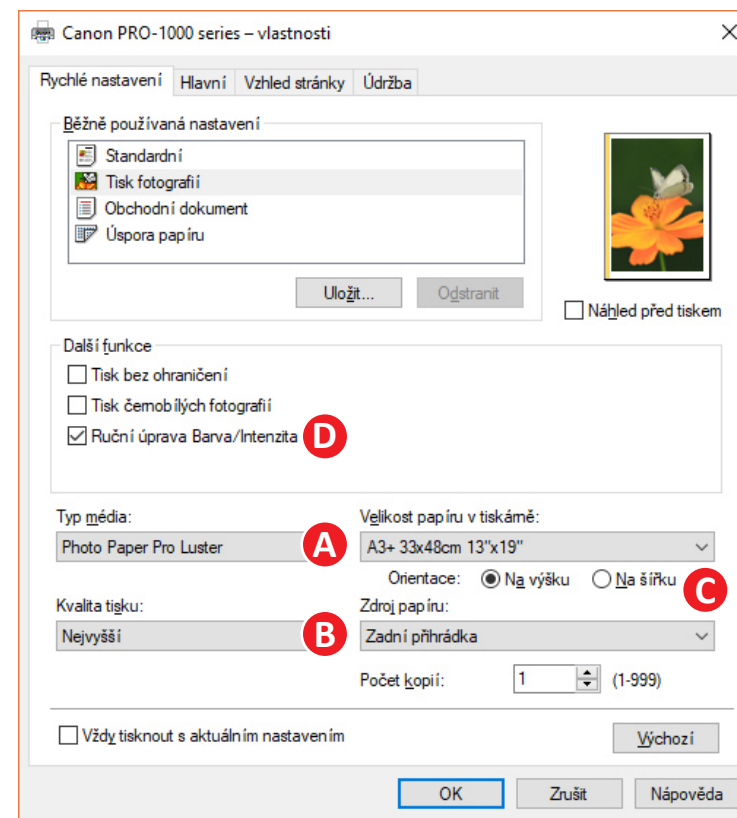 Canon PRO-1000 series – vlastnosti
Rychlé nastavení Hlavní Vzhled stránky Údržba
Běžně používaná nastavení
Standardní
Tisk fotografií
Obchodní dokument
Úspora papíru
Uložit... Odstranit
Náhled před tiskem
Další funkce
Tisk bez ohraničení
Tisk černobílých fotografií
Ruční úprava Barva/Intenzita D
Typ média: Velikost papíru v tiskárně:
Photo Paper Pro Luster A A3+ 33x48cm 13"x19"
Orientace: Na výšku Na šířku C
Kvalita tisku: Zdroj papíru:
Nejvyšší B Zadní přihrádka
Počet kopií: 1 (1-999)
Vždy tisknout s aktuálním nastavením Výchozí
OK Zrušit Nápověda